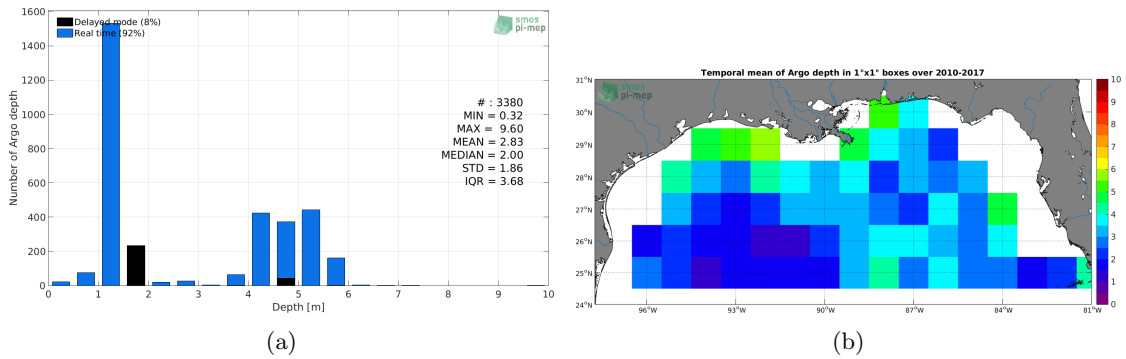 Delayed mode (8%)
Real time (92%)
smos
pi-mep
# : 3380
MIN = 0.32
MAX = 9.60
MEAN = 2.83
MEDIAN = 2.00
STD = 1.86
IQR = 3.68
Number of Argo depth
1600
1400
1200
1000
800
600
400
200
0
0 1 2 3 4 5 6 7 8 9 10
Depth [m]
(a)
Temporal mean of Argo depth in 1°x1° boxes over 2010-2017
smos
pi-mep
31°N
30°N
29°N
28°N
27°N
26°N
25°N
24°N
96°W 93°W 90°W 87°W 84°W 81°W
10
9
8
7
6
5
4
3
2
1
0
(b)